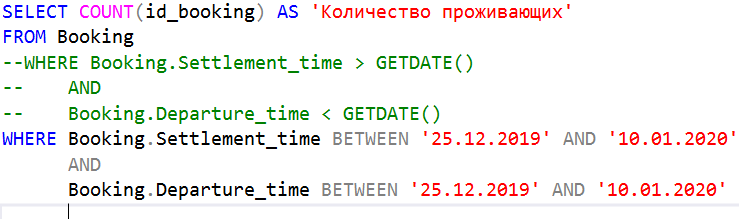 SELECT COUNT(id_booking) AS 'Количество проживающих'
FROM Booking
--WHERE Booking.Settlement_time > GETDATE()
--    AND
--    Booking.Departure_time < GETDATE()
WHERE Booking.Settlement_time BETWEEN '25.12.2019' AND '10.01.2020'
AND
Booking.Departure_time BETWEEN '25.12.2019' AND '10.01.2020'